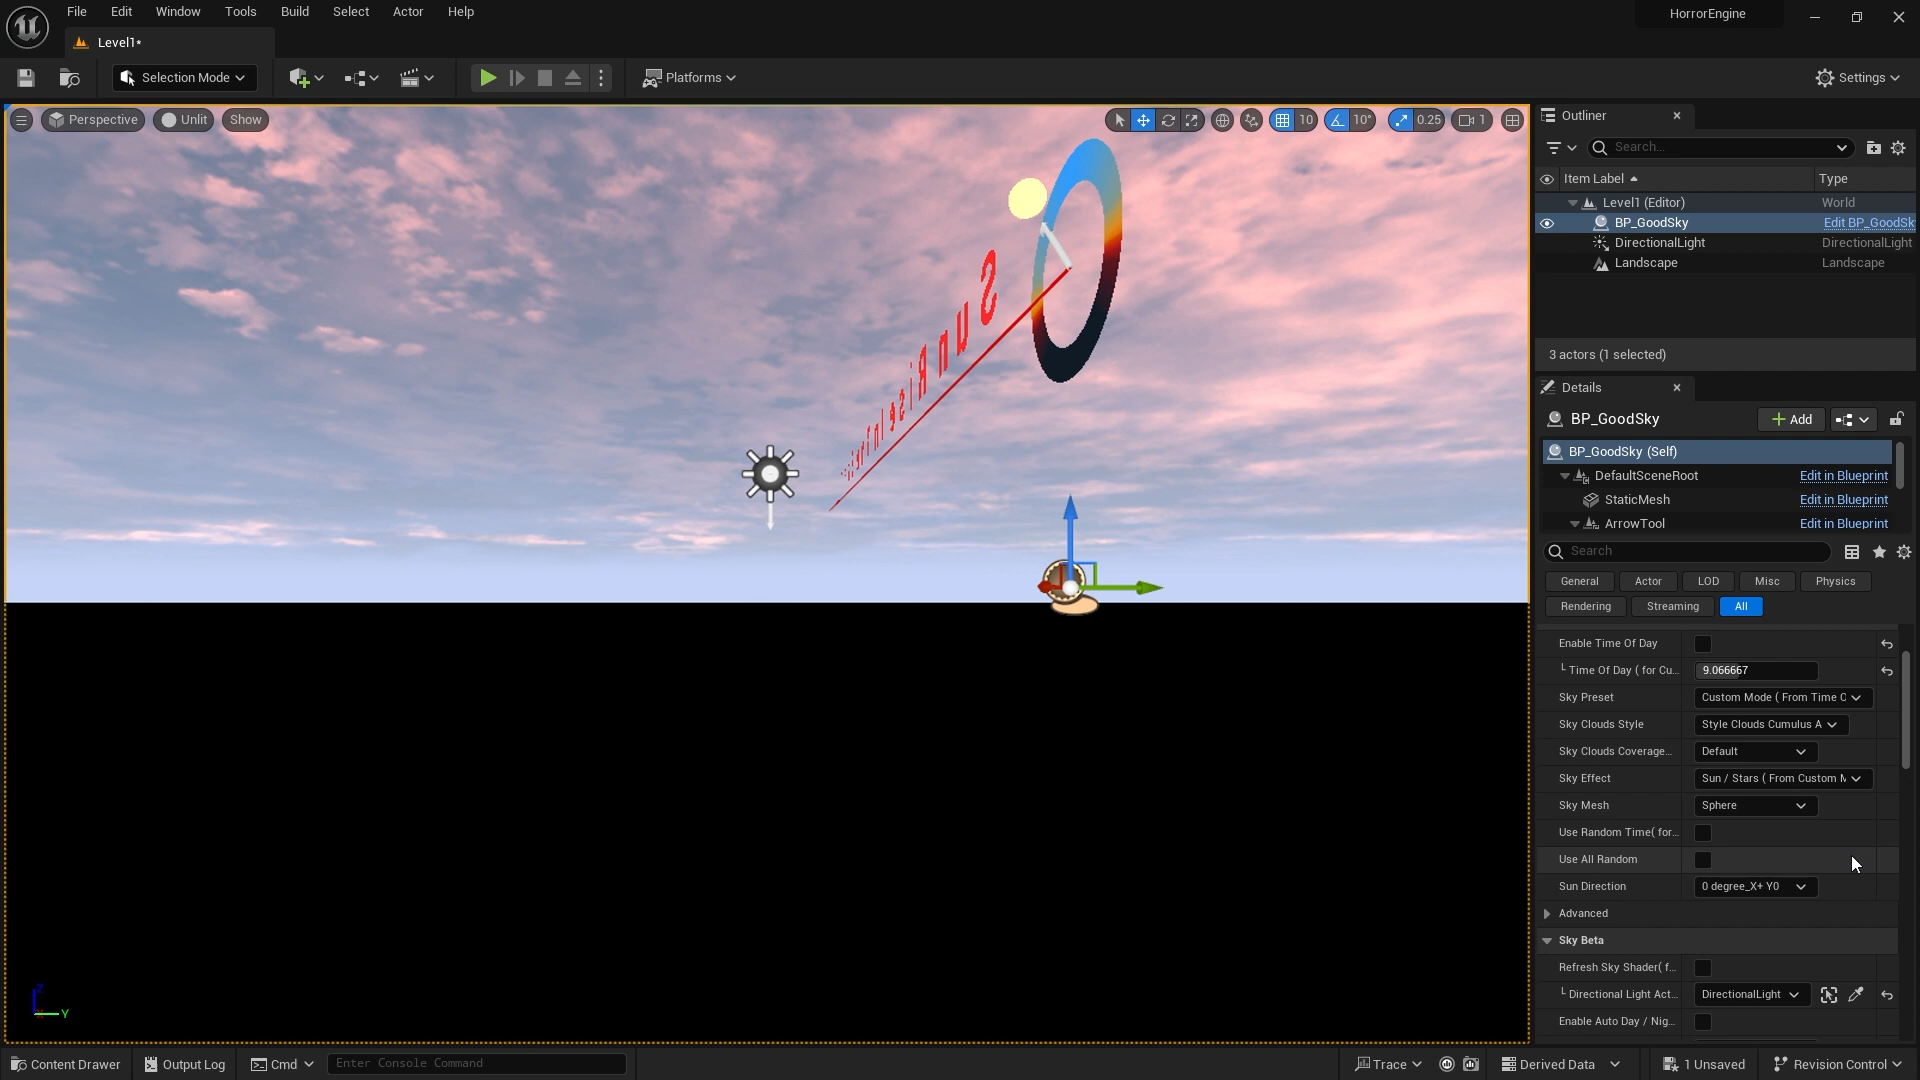 File Edit Window Tools Build Select Actor Help
HorrorEngine
Level1*
Selection Mode
Platforms
Settings
Perspective
Unlit
Show
10
10°
0.25
1
Sun Rise
Z
Y
Outliner
Search...
Item Label
Type
Level1 (Editor)
World
BP_GoodSky
Edit BP_GoodSk
DirectionalLight
DirectionalLight
Landscape
Landscape
3 actors (1 selected)
Details
BP_GoodSky
Add
BP_GoodSky (Self)
DefaultSceneRoot
Edit in Blueprint
StaticMesh
Edit in Blueprint
ArrowTool
Edit in Blueprint
Search
General
Actor
LOD
Misc
Physics
Rendering
Streaming
All
Enable Time Of Day
Time Of Day ( for Cu...
9.066667
Sky Preset
Custom Mode ( From Time C
Sky Clouds Style
Style Clouds Cumulus A
Sky Clouds Coverage...
Default
Sky Effect
Sun / Stars ( From Custom M
Sky Mesh
Sphere
Use Random Time( for...
Use All Random
Sun Direction
0 degree_X+ Y0
Advanced
Sky Beta
Refresh Sky Shader( f...
Directional Light Act...
DirectionalLight
Enable Auto Day / Nig...
Content Drawer
Output Log
Cmd
Enter Console Command
Trace
Derived Data
1 Unsaved
Revision Control